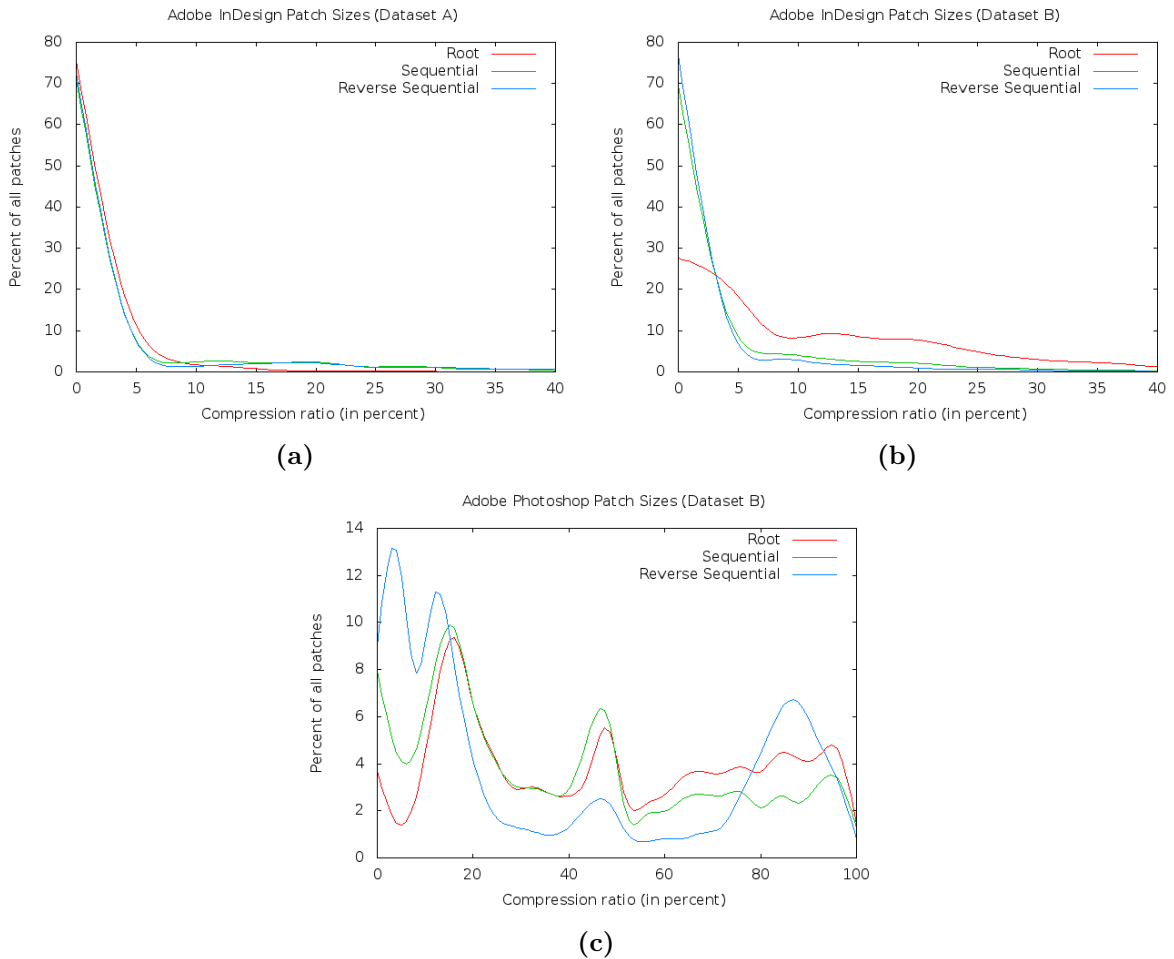 Adobe InDesign Patch Sizes (Dataset A)
80
70
60
50
40
30
20
10
0
Percent of all patches
Root
Sequential
Reverse Sequential
0 5 10 15 20 25 30 35 40
Compression ratio (in percent)
(a)
Adobe InDesign Patch Sizes (Dataset B)
80
70
60
50
40
30
20
10
0
Percent of all patches
Root
Sequential
Reverse Sequential
0 5 10 15 20 25 30 35 40
Compression ratio (in percent)
(b)
Adobe Photoshop Patch Sizes (Dataset B)
14
12
10
8
6
4
2
0
Percent of all patches
Root
Sequential
Reverse Sequential
0 20 40 60 80 100
Compression ratio (in percent)
(c)